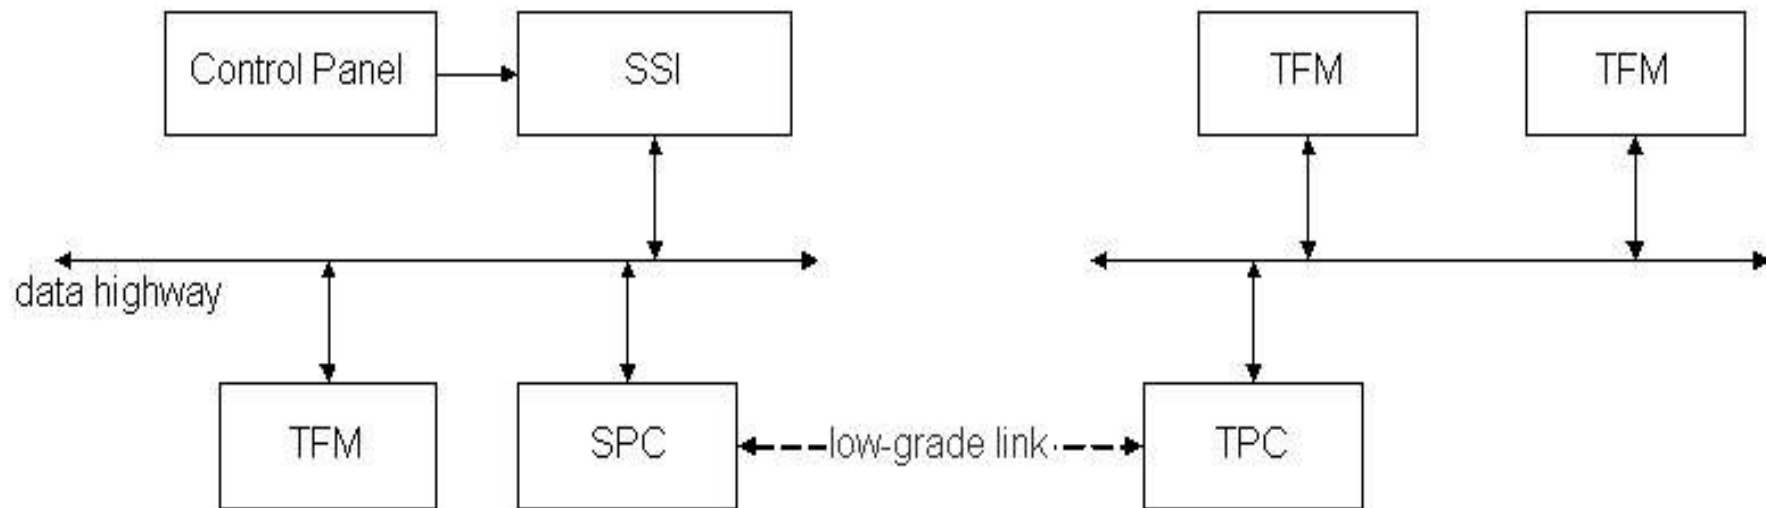 Control Panel
SSI
TFM
TFM
data highway
TFM
SPC
low-grade link
TPC